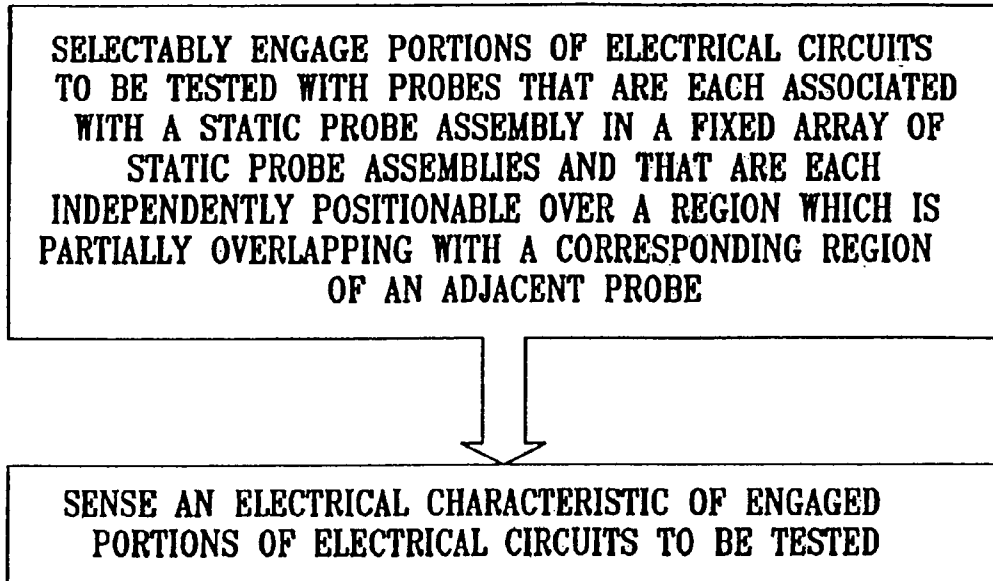 SELECTABLY ENGAGE PORTIONS OF ELECTRICAL CIRCUITS
TO BE TESTED WITH PROBES THAT ARE EACH ASSOCIATED
WITH A STATIC PROBE ASSEMBLY IN A FIXED ARRAY OF
STATIC PROBE ASSEMBLIES AND THAT ARE EACH
INDEPENDENTLY POSITIONABLE OVER A REGION WHICH IS
PARTIALLY OVERLAPPING WITH A CORRESPONDING REGION
OF AN ADJACENT PROBE
SENSE AN ELECTRICAL CHARACTERISTIC OF ENGAGED
PORTIONS OF ELECTRICAL CIRCUITS TO BE TESTED